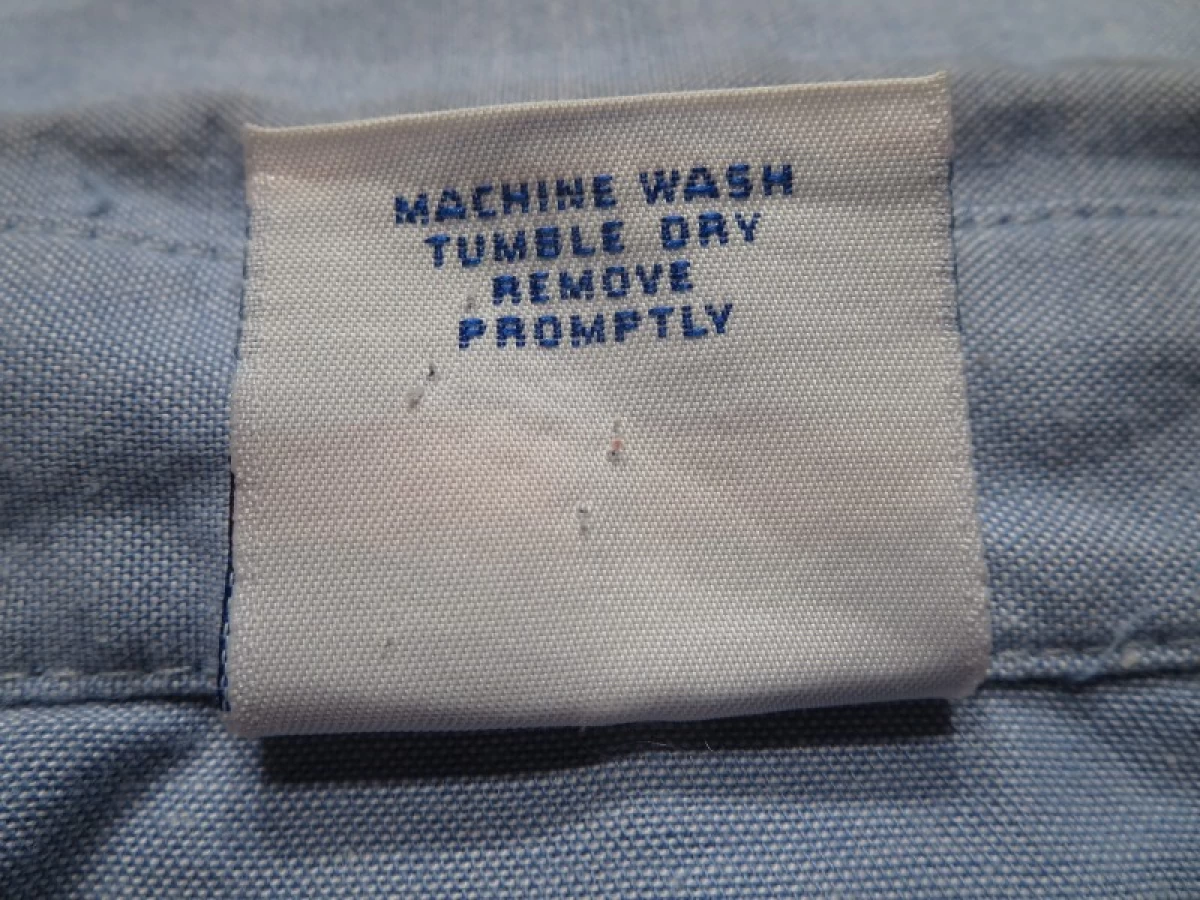 MACHINE WASH
TUMBLE DRY
REMOVE
PROMPTLY